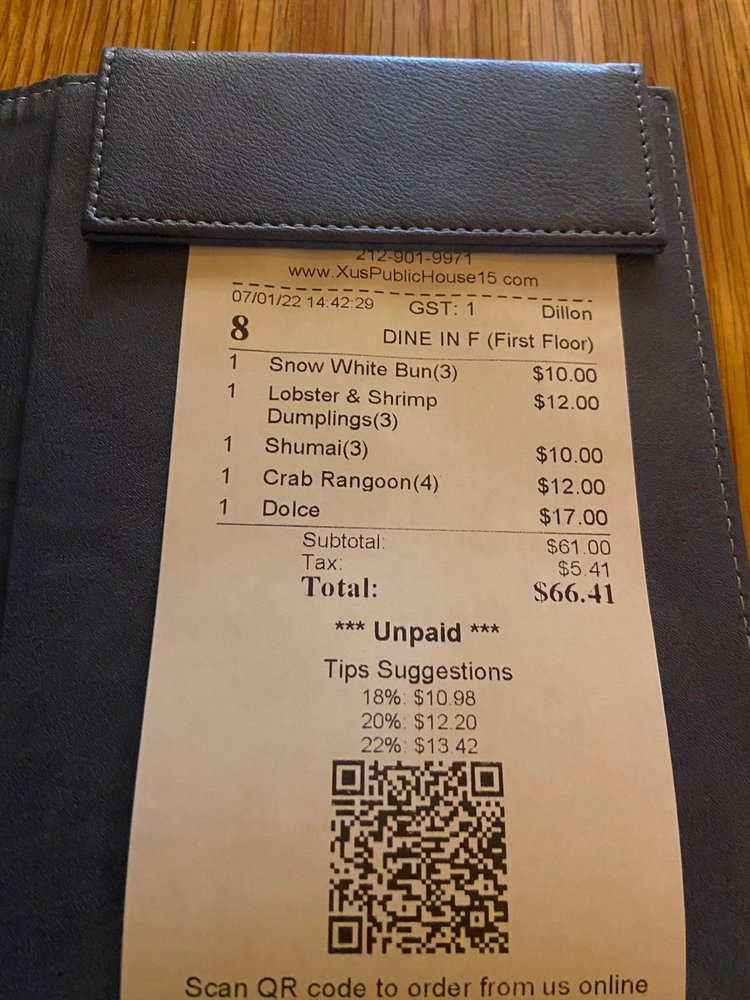 212-901-9971
www.XusPublicHouse15.com
07/01/22 14:42:29 GST: 1 Dillon
8 DINE IN F (First Floor)
1 Snow White Bun(3) $10.00
1 Lobster & Shrimp $12.00
Dumplings(3)
1 Shumai(3) $10.00
1 Crab Rangoon(4) $12.00
1 Dolce $17.00
Subtotal: $61.00
Tax: $5.41
Total: $66.41
*** Unpaid ***
Tips Suggestions
18%: $10.98
20%: $12.20
22%: $13.42
Scan QR code to order from us online